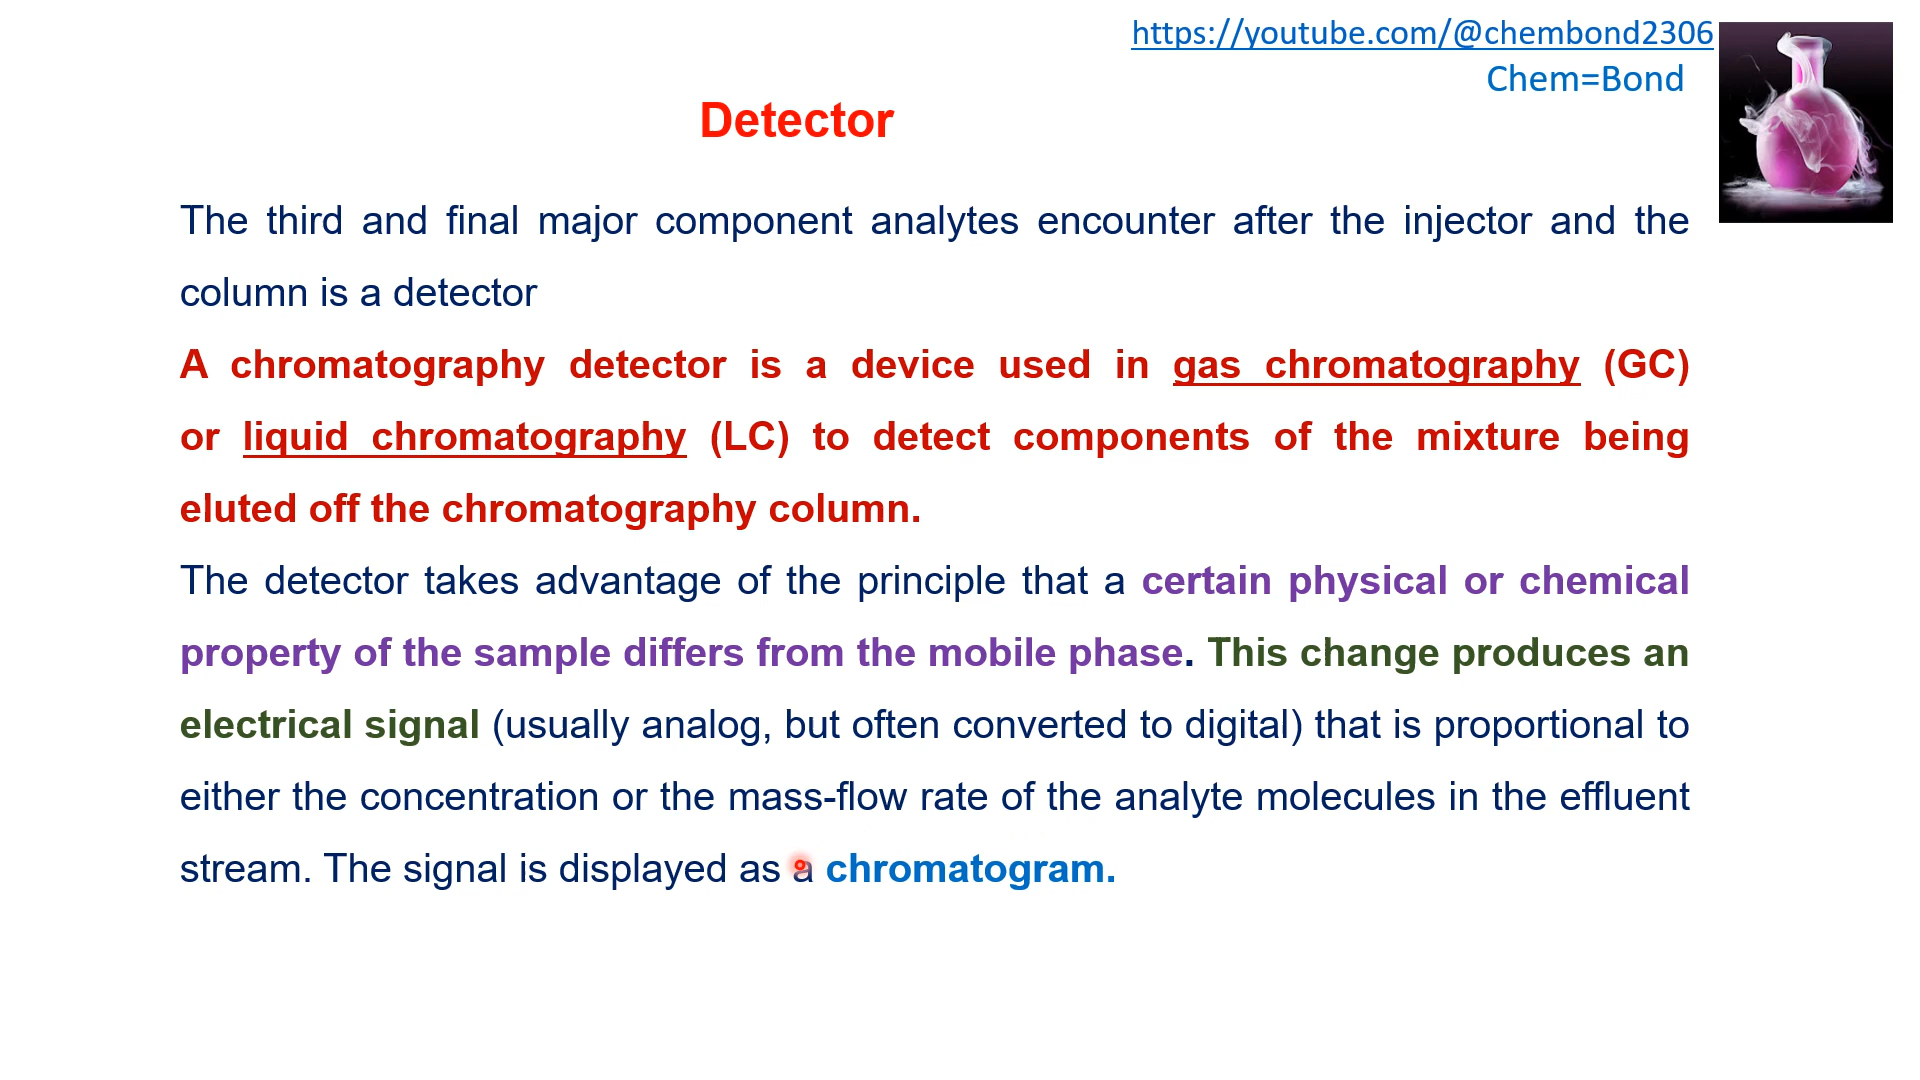 https://youtube.com/@chembond2306
Chem=Bond
Detector
The third and final major component analytes encounter after the injector and the
column is a detector
A chromatography detector is a device used in gas chromatography (GC)
or liquid chromatography (LC) to detect components of the mixture being
eluted off the chromatography column.
The detector takes advantage of the principle that a certain physical or chemical
property of the sample differs from the mobile phase. This change produces an
electrical signal (usually analog, but often converted to digital) that is proportional to
either the concentration or the mass-flow rate of the analyte molecules in the effluent
stream. The signal is displayed as a chromatogram.